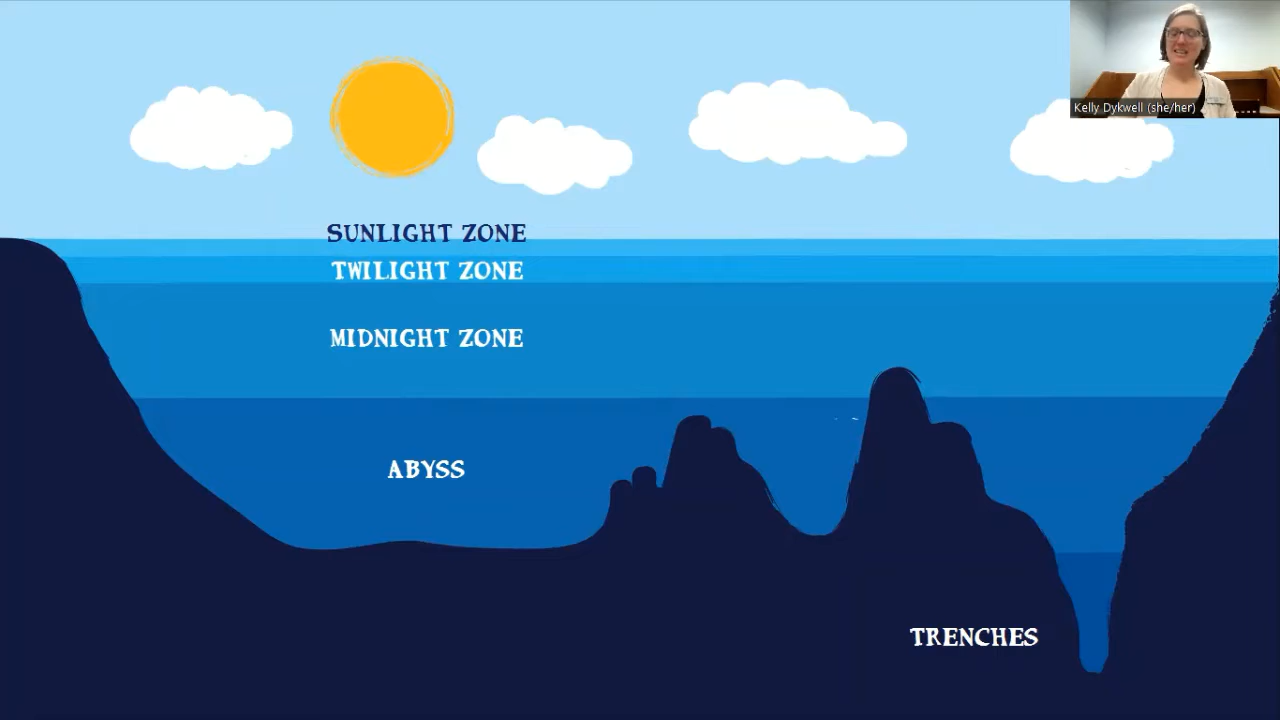 Kelly Dykwell (she/her)
SUNLIGHT ZONE
TWILIGHT ZONE
MIDNIGHT ZONE
ABYSS
TRENCHES